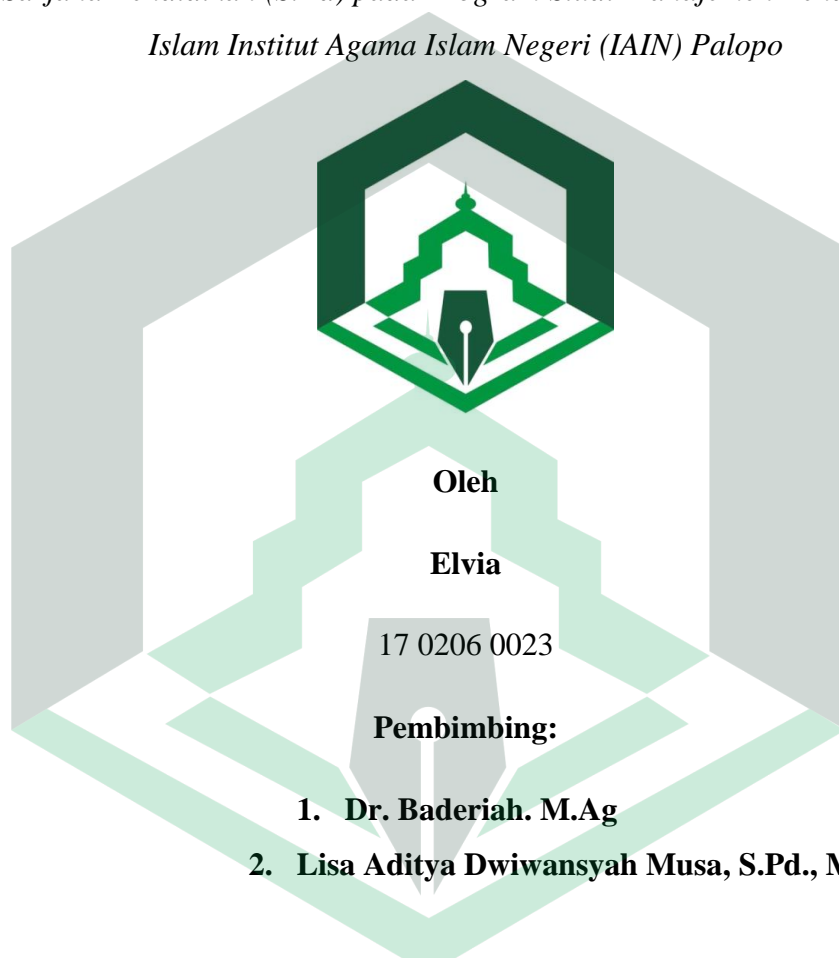 Islam Institut Agama Islam Negeri (IAIN) Palopo
Oleh
Elvia
17 0206 0023
Pembimbing:
1. Dr. Baderiah. M.Ag
2. Lisa Aditya Dwiwansyah Musa, S.Pd.,